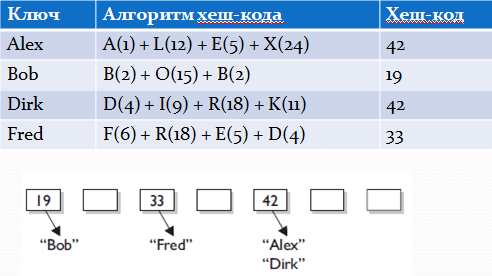 Ключ Алгоритм хеш-кода Хеш-код
Alex A(1) + L(12) + E(5) + X(24) 42
Bob B(2) + O(15) + B(2) 19
Dirk D(4) + I(9) + R(18) + K(11) 42
Fred F(6) + R(18) + E(5) + D(4) 33
19 33 42
“Bob” “Fred” “Alex”
“Dirk”